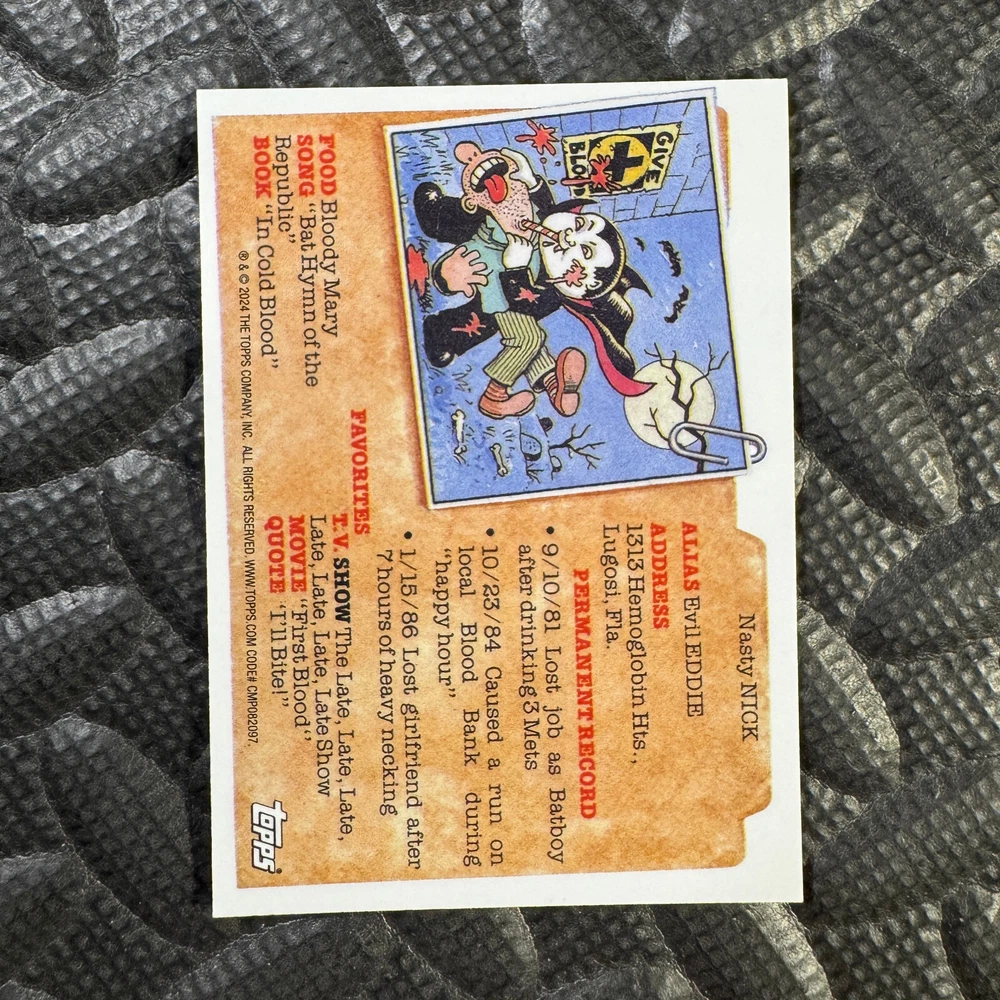 Nasty NICK
GIVE
BLOOD
ALIAS Evil EDDIE
ADDRESS
1313 Hemoglobin Hts.,
Lugosi, Fla.
PERMANENT RECORD
• 9/10/81 Lost job as Batboy
after drinking 3 Mets
• 10/23/84 Caused a run on
local Blood Bank during
"happy hour"
• 1/15/86 Lost girlfriend after
7 hours of heavy necking
FAVORITES
FOOD Bloody Mary
SONG "Bat Hymn of the
Republic"
BOOK "In Cold Blood"
T.V. SHOW The Late, Late, Late,
Late, Late, Late, Late Show
MOVIE "First Blood"
QUOTE "I'll Bite!"
® & © 2024 THE TOPPS COMPANY, INC. ALL RIGHTS RESERVED. WWW.TOPPS.COM CODE# CMP082097.
topps®